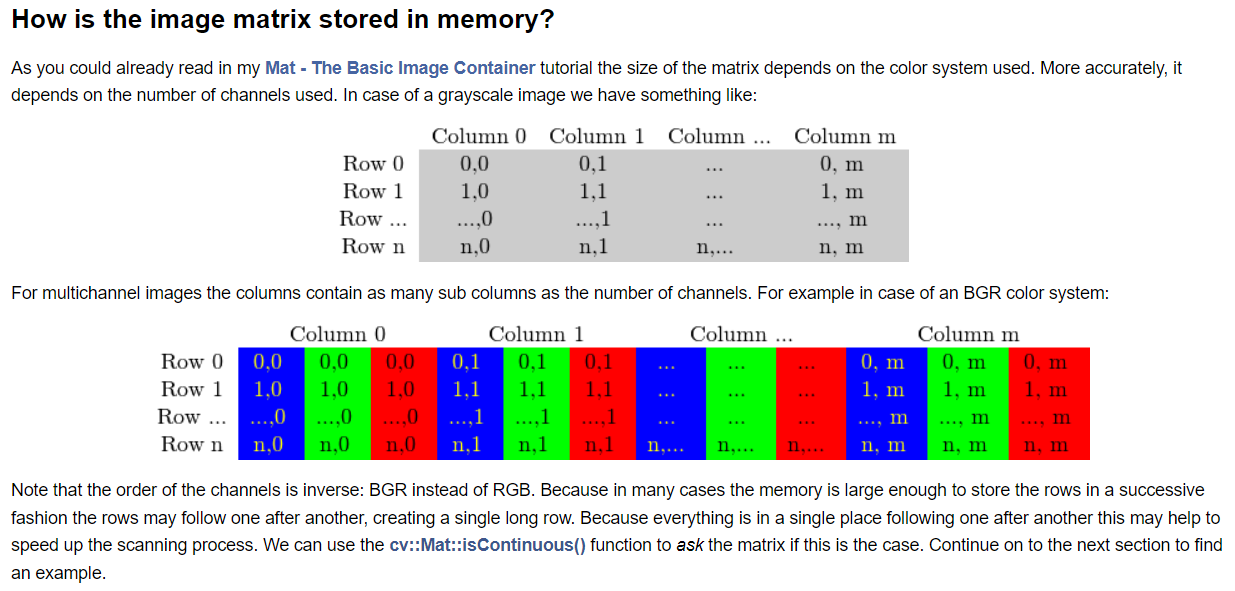 How is the image matrix stored in memory?
As you could already read in my Mat - The Basic Image Container tutorial the size of the matrix depends on the color system used. More accurately, it
depends on the number of channels used. In case of a grayscale image we have something like:
Column 0 Column 1 Column ... Column m
Row 0 0,0 0,1 ... 0, m
Row 1 1,0 1,1 ... 1, m
Row ... ...,0 ...,1 ... ..., m
Row n n,0 n,1 n,... n, m
For multichannel images the columns contain as many sub columns as the number of channels. For example in case of an BGR color system:
Column 0 Column 1 Column ... Column m
Row 0 0,0 0,0 0,0 0,1 0,1 0,1 ... ... ... 0, m 0, m 0, m
Row 1 1,0 1,0 1,0 1,1 1,1 1,1 ... ... ... 1, m 1, m 1, m
Row ... ...,0 ...,0 ...,0 ...,1 ...,1 ...,1 ... ... ... ..., m ..., m ..., m
Row n n,0 n,0 n,0 n,1 n,1 n,1 n,... n,... n,... n, m n, m n, m
Note that the order of the channels is inverse: BGR instead of RGB. Because in many cases the memory is large enough to store the rows in a successive
fashion the rows may follow one after another, creating a single long row. Because everything is in a single place following one after another this may help to
speed up the scanning process. We can use the cv::Mat::isContinuous() function to ask the matrix if this is the case. Continue on to the next section to find
an example.